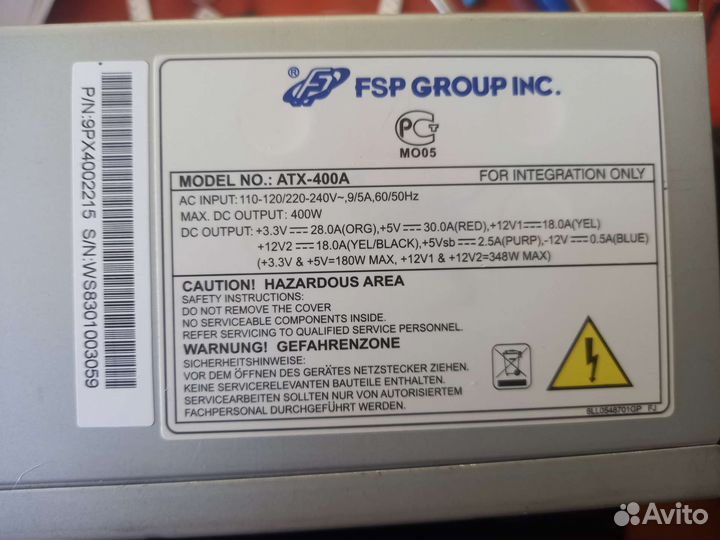 P/N:9PX4002215 S/N:WS8301003059
® FSP GROUP INC.
PG
MO05
MODEL NO.: ATX-400A FOR INTEGRATION ONLY
AC INPUT: 110-120/220-240V~,9/5A,60/50Hz
MAX. DC OUTPUT: 400W
DC OUTPUT: +3.3V⎓28.0A(ORG),+5V⎓30.0A(RED),+12V1⎓18.0A(YEL)
+12V2⎓18.0A(YEL/BLACK),+5Vsb⎓2.5A(PURP),-12V⎓0.5A(BLUE)
(+3.3V & +5V=180W MAX, +12V1 & +12V2=348W MAX)
CAUTION! HAZARDOUS AREA
SAFETY INSTRUCTIONS:
DO NOT REMOVE THE COVER
NO SERVICEABLE COMPONENTS INSIDE.
REFER SERVICING TO QUALIFIED SERVICE PERSONNEL.
WARNUNG! GEFAHRENZONE
SICHERHEITSHINWEISE:
VOR DEM ÖFFNEN DES GERÄTES NETZSTECKER ZIEHEN.
KEINE SERVICERELEVANTEN BAUTEILE ENTHALTEN.
SERVICEARBEITEN SOLLTEN NUR VON AUTORISIERTEM
FACHPERSONAL DURCHGEFÜHRT WERDEN.
8LL0548701GP FJ
Avito